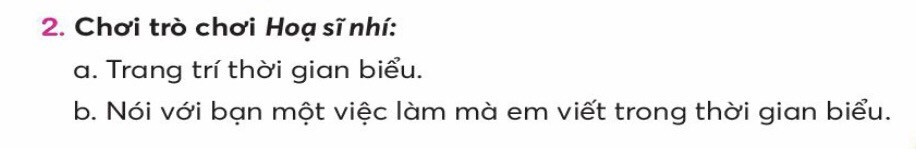 2. Chơi trò chơi Hoạ sĩ nhí:
a. Trang trí thời gian biểu.
b. Nói với bạn một việc làm mà em viết trong thời gian biểu.